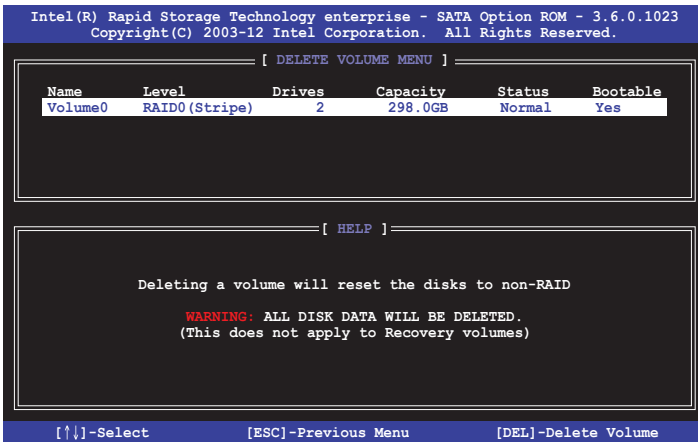 Intel(R) Rapid Storage Technology enterprise - SATA Option ROM - 3.6.0.1023
Copyright(C) 2003-12 Intel Corporation. All Rights Reserved.
[ DELETE VOLUME MENU ]
Name Level Drives Capacity Status Bootable
Volume0 RAID0(Stripe) 2 298.0GB Normal Yes
[ HELP ]
Deleting a volume will reset the disks to non-RAID
WARNING: ALL DISK DATA WILL BE DELETED.
(This does not apply to Recovery volumes)
[↑↓]-Select [ESC]-Previous Menu [DEL]-Delete Volume